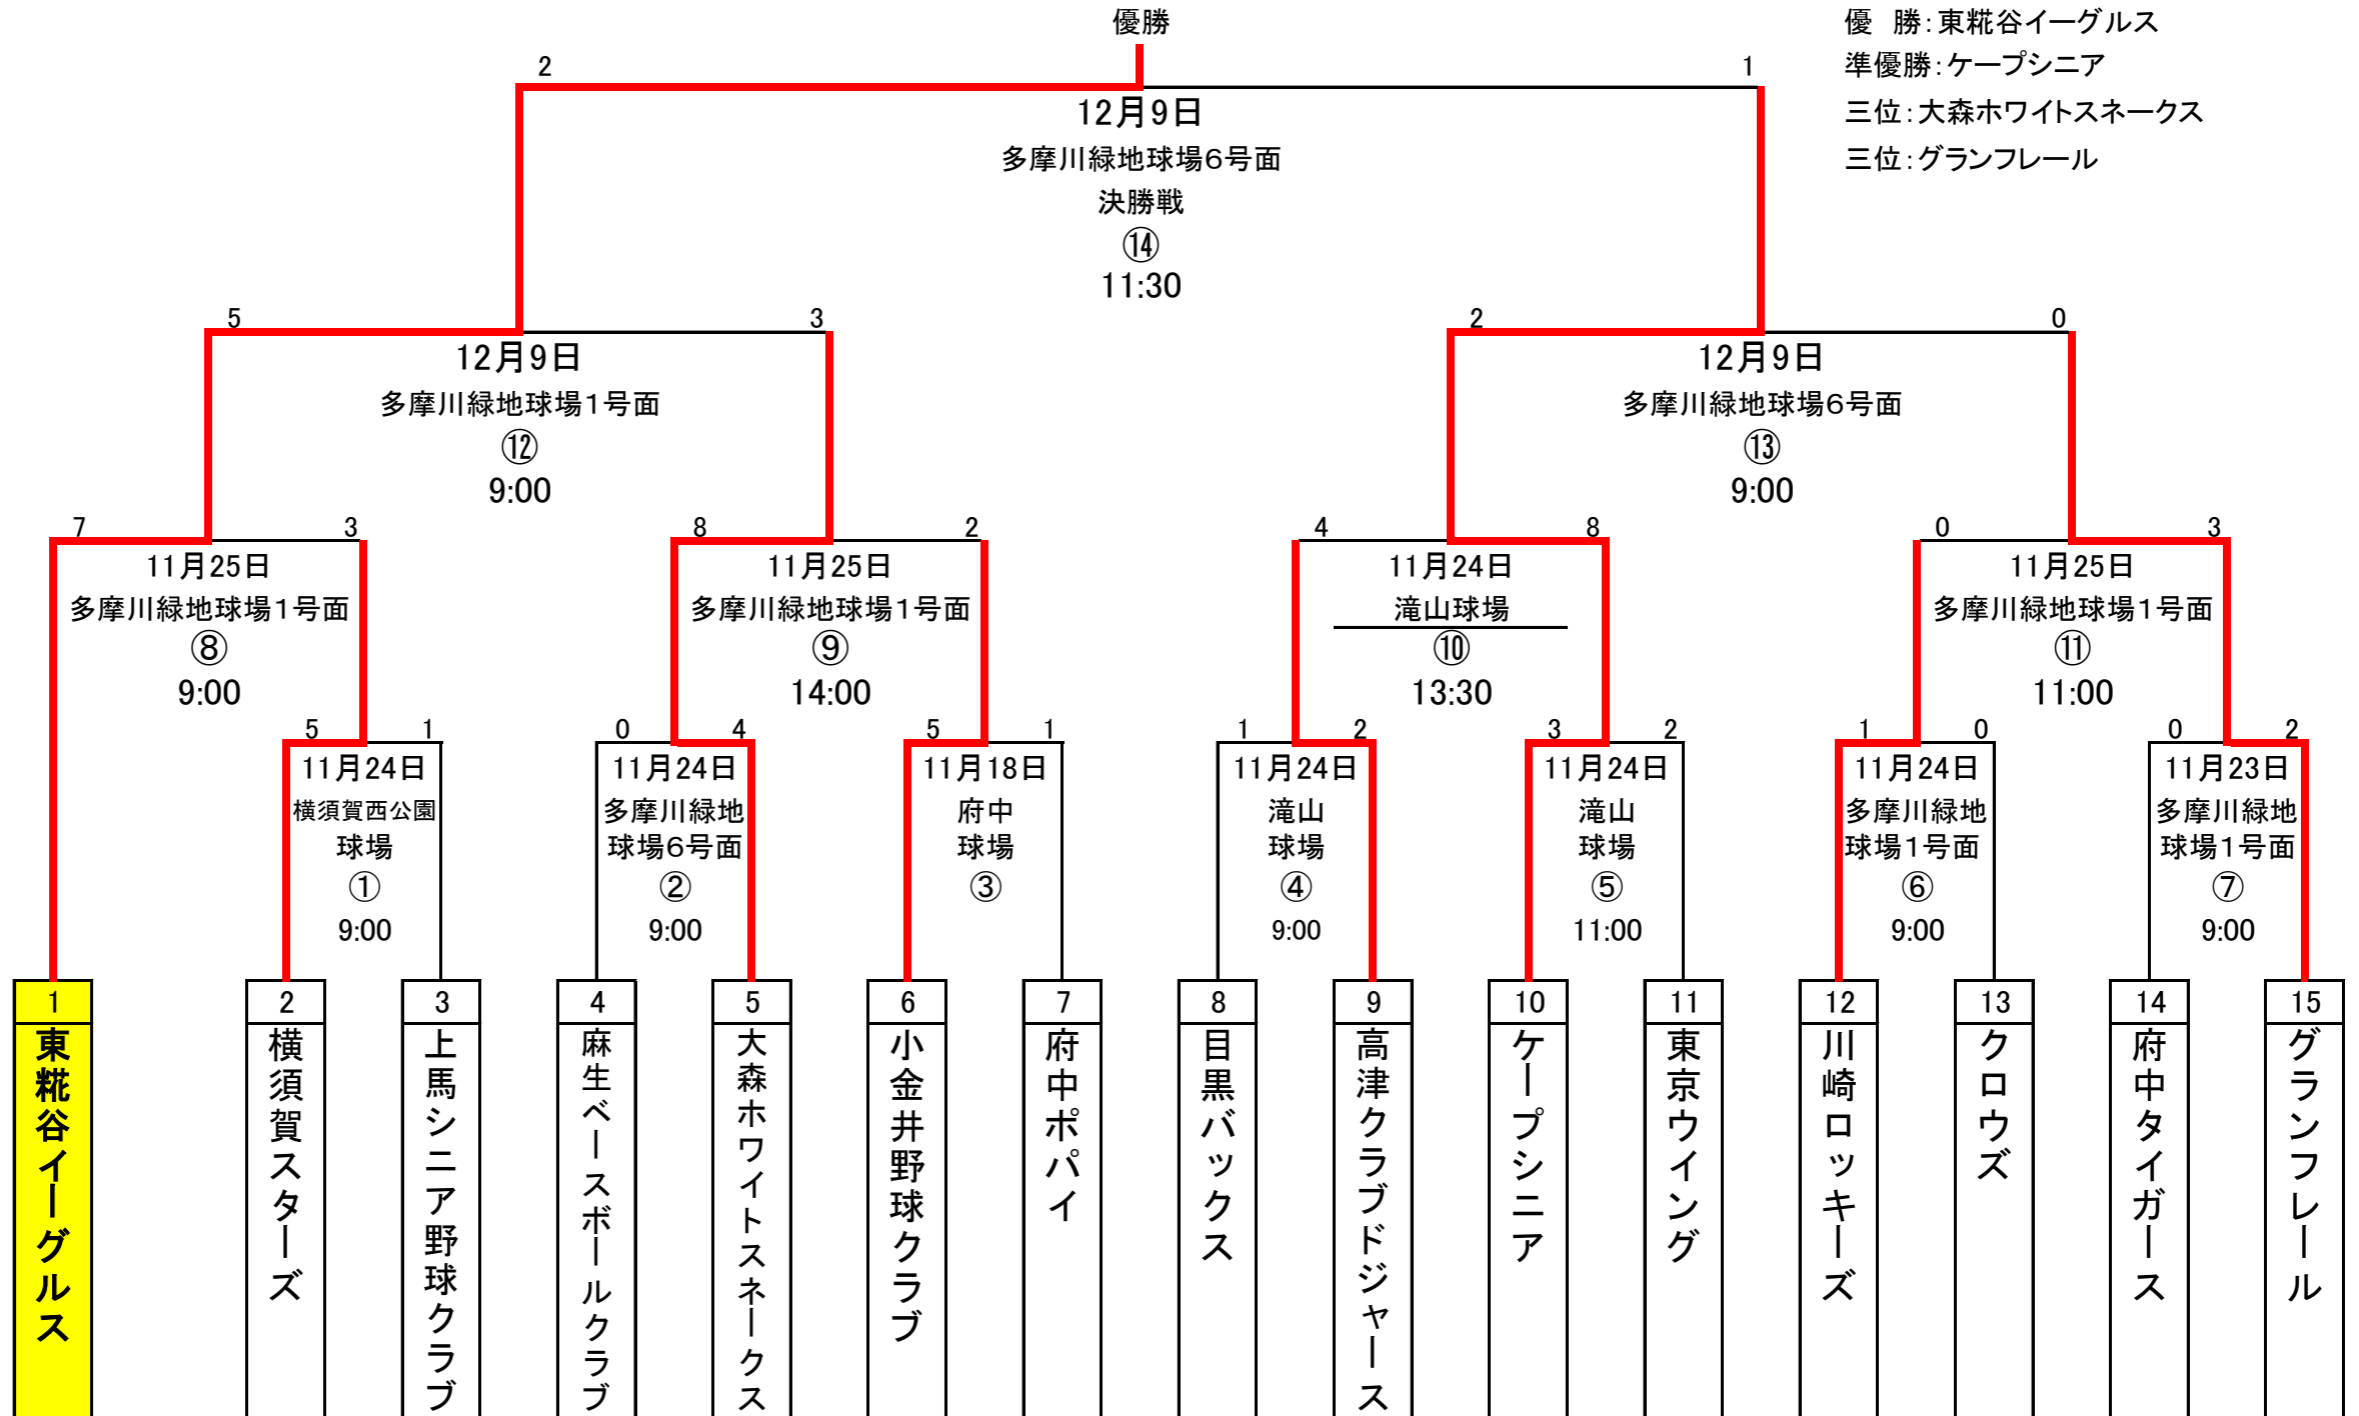 優勝
優　勝：東糀谷イーグルス
準優勝：ケープシニア
三位：大森ホワイトスネークス
三位：グランフレール
2
1
12月9日
多摩川緑地球場6号面
決勝戦
⑭
11:30
5
3
12月9日
多摩川緑地球場1号面
⑫
9:00
2
0
12月9日
多摩川緑地球場6号面
⑬
9:00
7
3
11月25日
多摩川緑地球場1号面
⑧
9:00
8
2
11月25日
多摩川緑地球場1号面
⑨
14:00
4
8
11月24日
滝山球場
⑩
13:30
0
3
11月25日
多摩川緑地球場1号面
⑪
11:00
5
1
11月24日
横須賀西公園
球場
①
9:00
0
4
11月24日
多摩川緑地
球場6号面
②
9:00
5
1
11月18日
府中
球場
③
1
2
11月24日
滝山
球場
④
9:00
3
2
11月24日
滝山
球場
⑤
11:00
1
0
11月24日
多摩川緑地
球場1号面
⑥
9:00
0
2
11月23日
多摩川緑地
球場1号面
⑦
9:00
1
東糀谷イーグルス
2
横須賀スターズ
3
上馬シニア野球クラブ
4
麻生ベースボールクラブ
5
大森ホワイトスネークス
6
小金井野球クラブ
7
府中ポパイ
8
目黒バックス
9
高津クラブドジャース
10
ケープシニア
11
東京ウイング
12
川崎ロッキーズ
13
クロウズ
14
府中タイガース
15
グランフレール